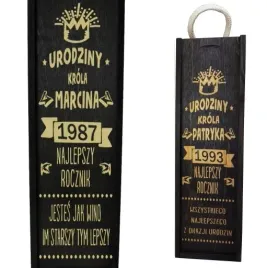 URODZINY
KRÓLA
MARCINA
1987
NAJLEPSZY
ROCZNIK
JESTEŚ JAK WINO
IM STARSZY TYM LEPSZY
URODZINY
KRÓLA
PATRYKA
1993
NAJLEPSZY
ROCZNIK
WSZYSTKIEGO
NAJLEPSZEGO
Z OKAZJI URODZIN